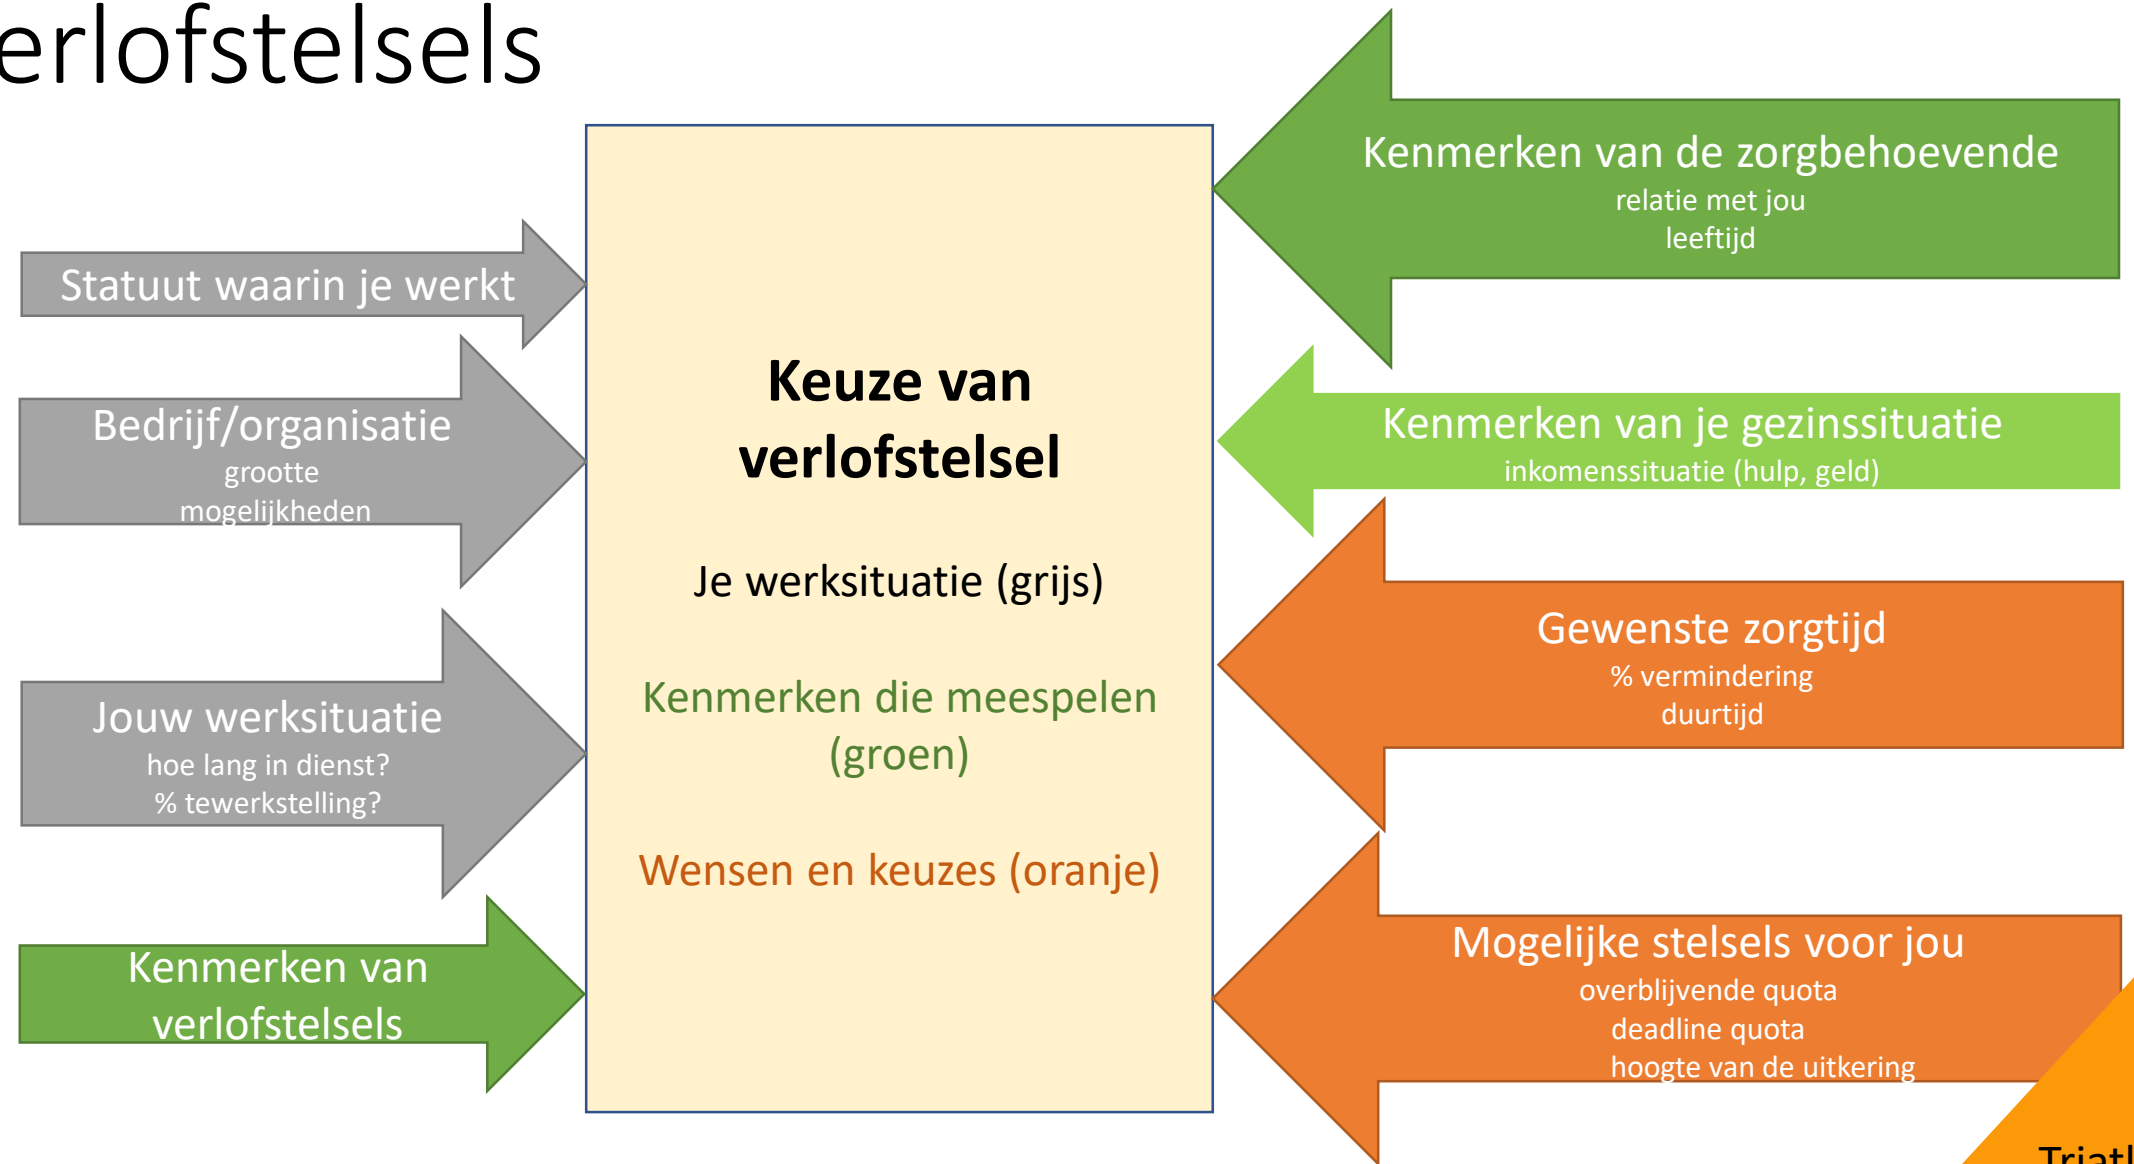 erlofstelsels
Statuut waarin je werkt
Bedrijf/organisatie
grootte
mogelijkheden
Jouw werksituatie
hoe lang in dienst?
% tewerkstelling?
Kenmerken van
verlofstelsels
Keuze van
verlofstelsel
Je werksituatie (grijs)
Kenmerken die meespelen
(groen)
Wensen en keuzes (oranje)
Kenmerken van de zorgbehoevende
relatie met jou
leeftijd
Kenmerken van je gezinssituatie
inkomenssituatie (hulp, geld)
Gewenste zorgtijd
% vermindering
duurtijd
Mogelijke stelsels voor jou
overblijvende quota
deadline quota
hoogte van de uitkering